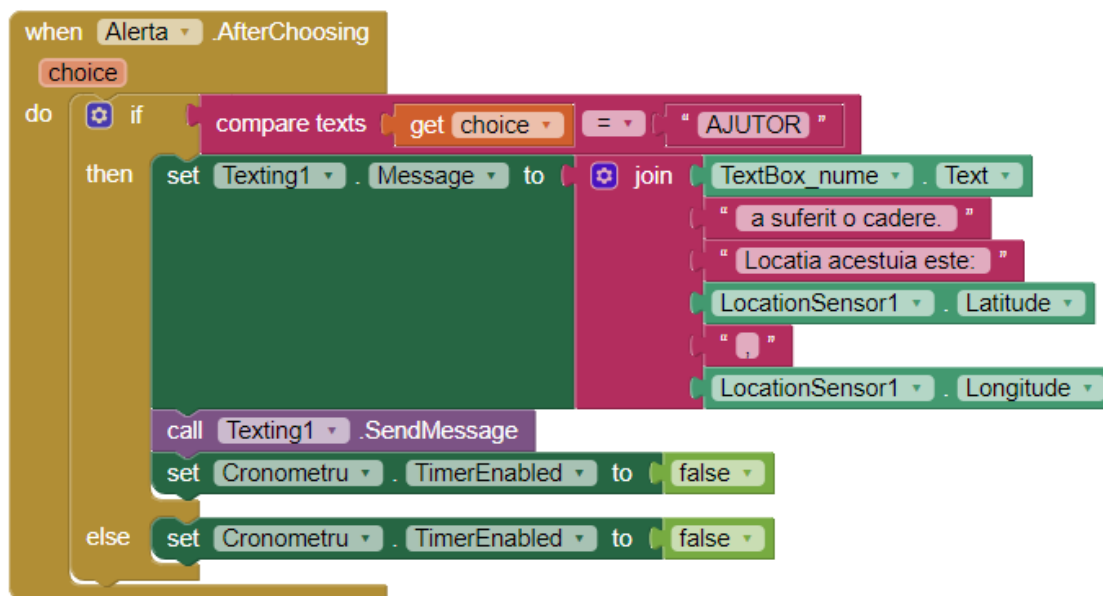 when Alerta .AfterChoosing
choice
do if compare texts get choice = " AJUTOR "
then set Texting1 . Message to join TextBox_nume . Text
" a suferit o cadere. "
" Locatia acestuia este: "
LocationSensor1 . Latitude
" , "
LocationSensor1 . Longitude
call Texting1 .SendMessage
set Cronometru . TimerEnabled to false
else set Cronometru . TimerEnabled to false